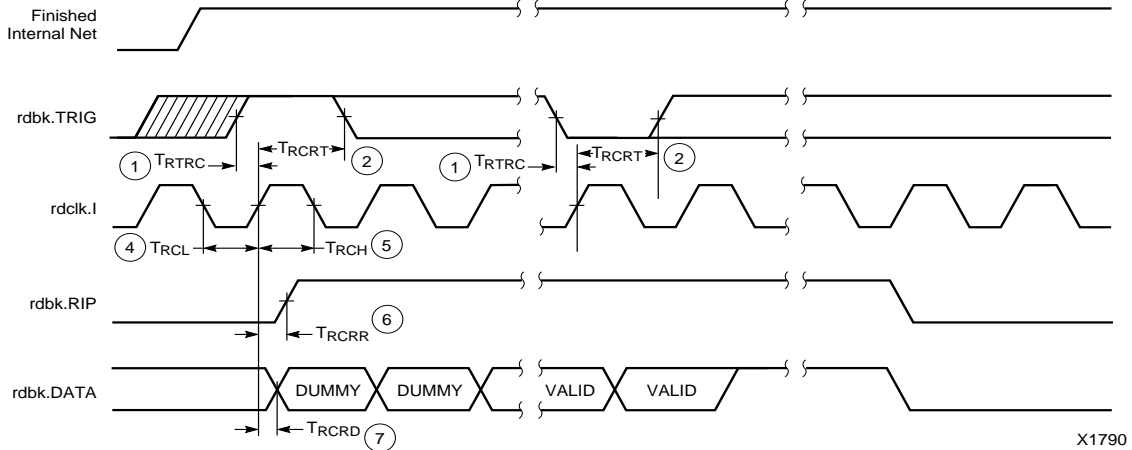 Finished
Internal Net
rdbk.TRIG
1 TRTRC
TRCRT
2
1 TRTRC
TRCRT
2
rdclk.I
4 TRCL
TRCH 5
rdbk.RIP
TRCRR 6
rdbk.DATA
DUMMY DUMMY VALID VALID
TRCRD 7
X1790